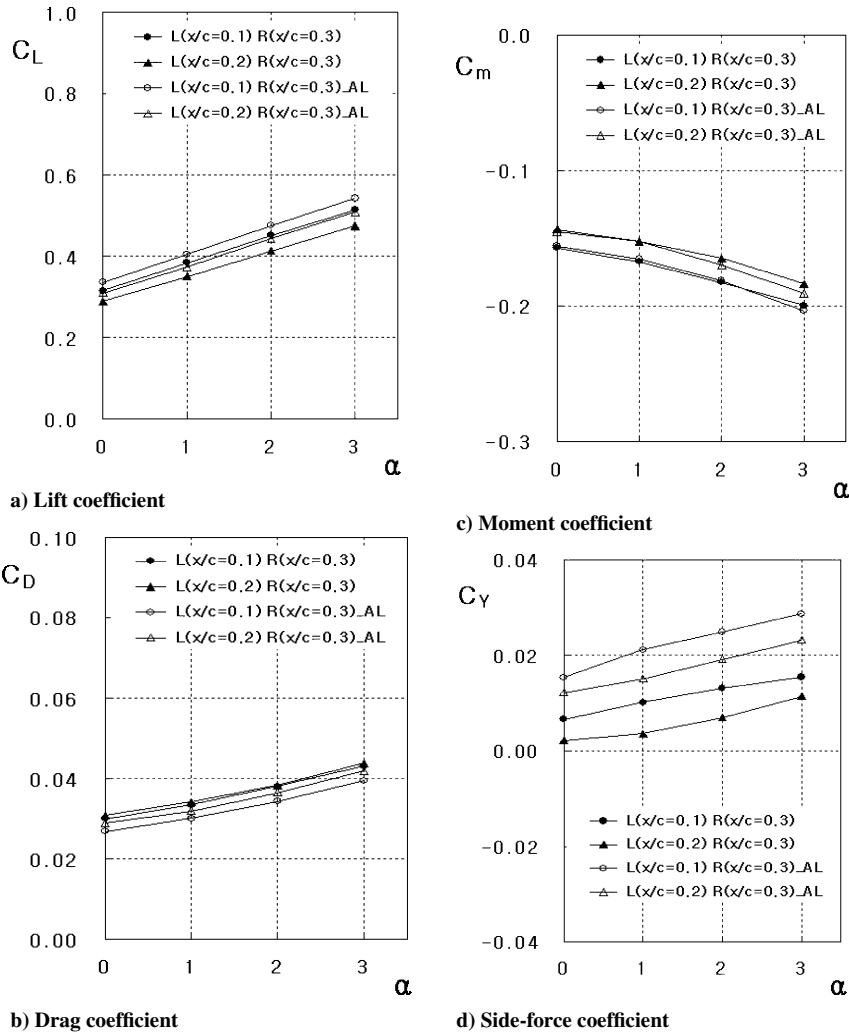 1.0
C_L
L(x/c=0.1) R(x/c=0.3)
L(x/c=0.2) R(x/c=0.3)
L(x/c=0.1) R(x/c=0.3)_AL
L(x/c=0.2) R(x/c=0.3)_AL
0.8
0.6
0.4
0.2
0.0
0 1 2 3
α
a) Lift coefficient
0.0
C_m
L(x/c=0.1) R(x/c=0.3)
L(x/c=0.2) R(x/c=0.3)
L(x/c=0.1) R(x/c=0.3)_AL
L(x/c=0.2) R(x/c=0.3)_AL
-0.1
-0.2
-0.3
0 1 2 3
α
c) Moment coefficient
0.10
C_D
L(x/c=0.1) R(x/c=0.3)
L(x/c=0.2) R(x/c=0.3)
L(x/c=0.1) R(x/c=0.3)_AL
L(x/c=0.2) R(x/c=0.3)_AL
0.08
0.06
0.04
0.02
0.00
0 1 2 3
α
b) Drag coefficient
0.04
C_Y
0.02
0.00
L(x/c=0.1) R(x/c=0.3)
L(x/c=0.2) R(x/c=0.3)
L(x/c=0.1) R(x/c=0.3)_AL
L(x/c=0.2) R(x/c=0.3)_AL
-0.02
-0.04
0 1 2 3
α
d) Side-force coefficient